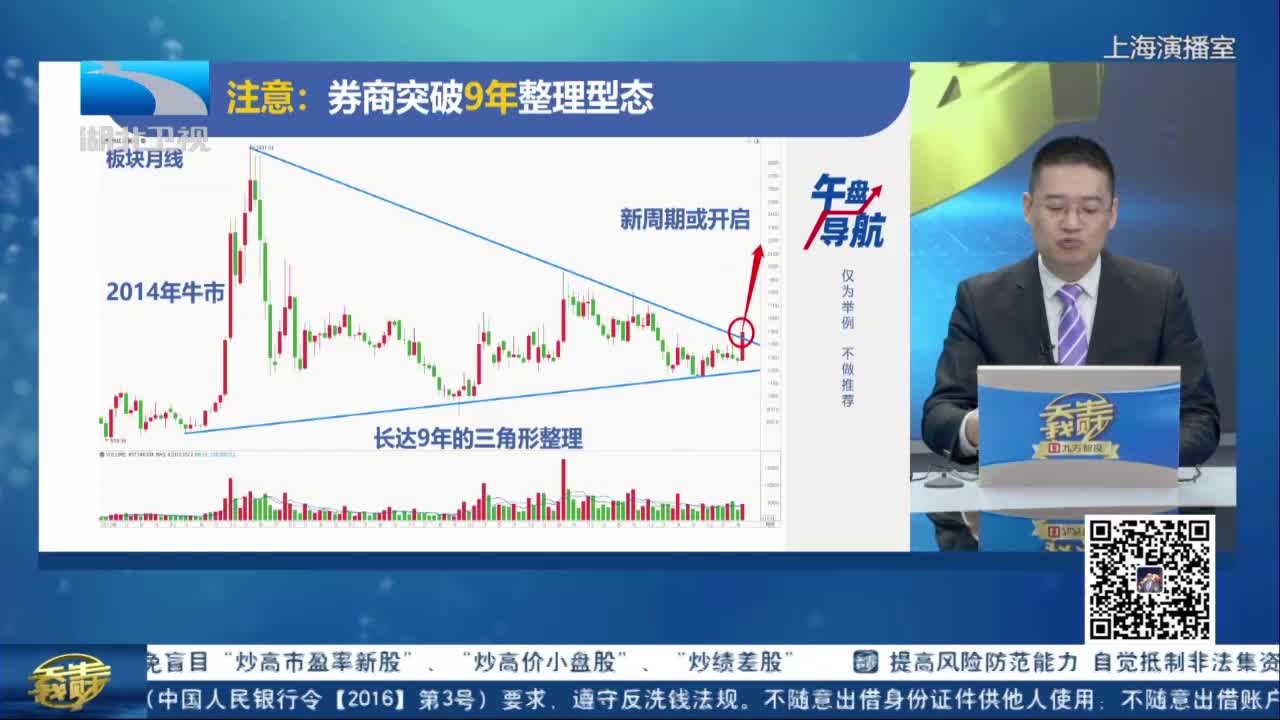 上海演播室
湖北卫视
注意：券商突破9年整理型态
板块月线
新周期或开启
2014年牛市
长达9年的三角形整理
午盘
导航
仅为举例 不做推荐
九方智投
免盲目“炒高市盈率新股”、“炒高价小盘股”、“炒绩差股” 提高风险防范能力 自觉抵制非法集资
（中国人民银行令【2016】第3号）要求，遵守反洗钱法规。不随意出借身份证件供他人使用；不随意出借账户